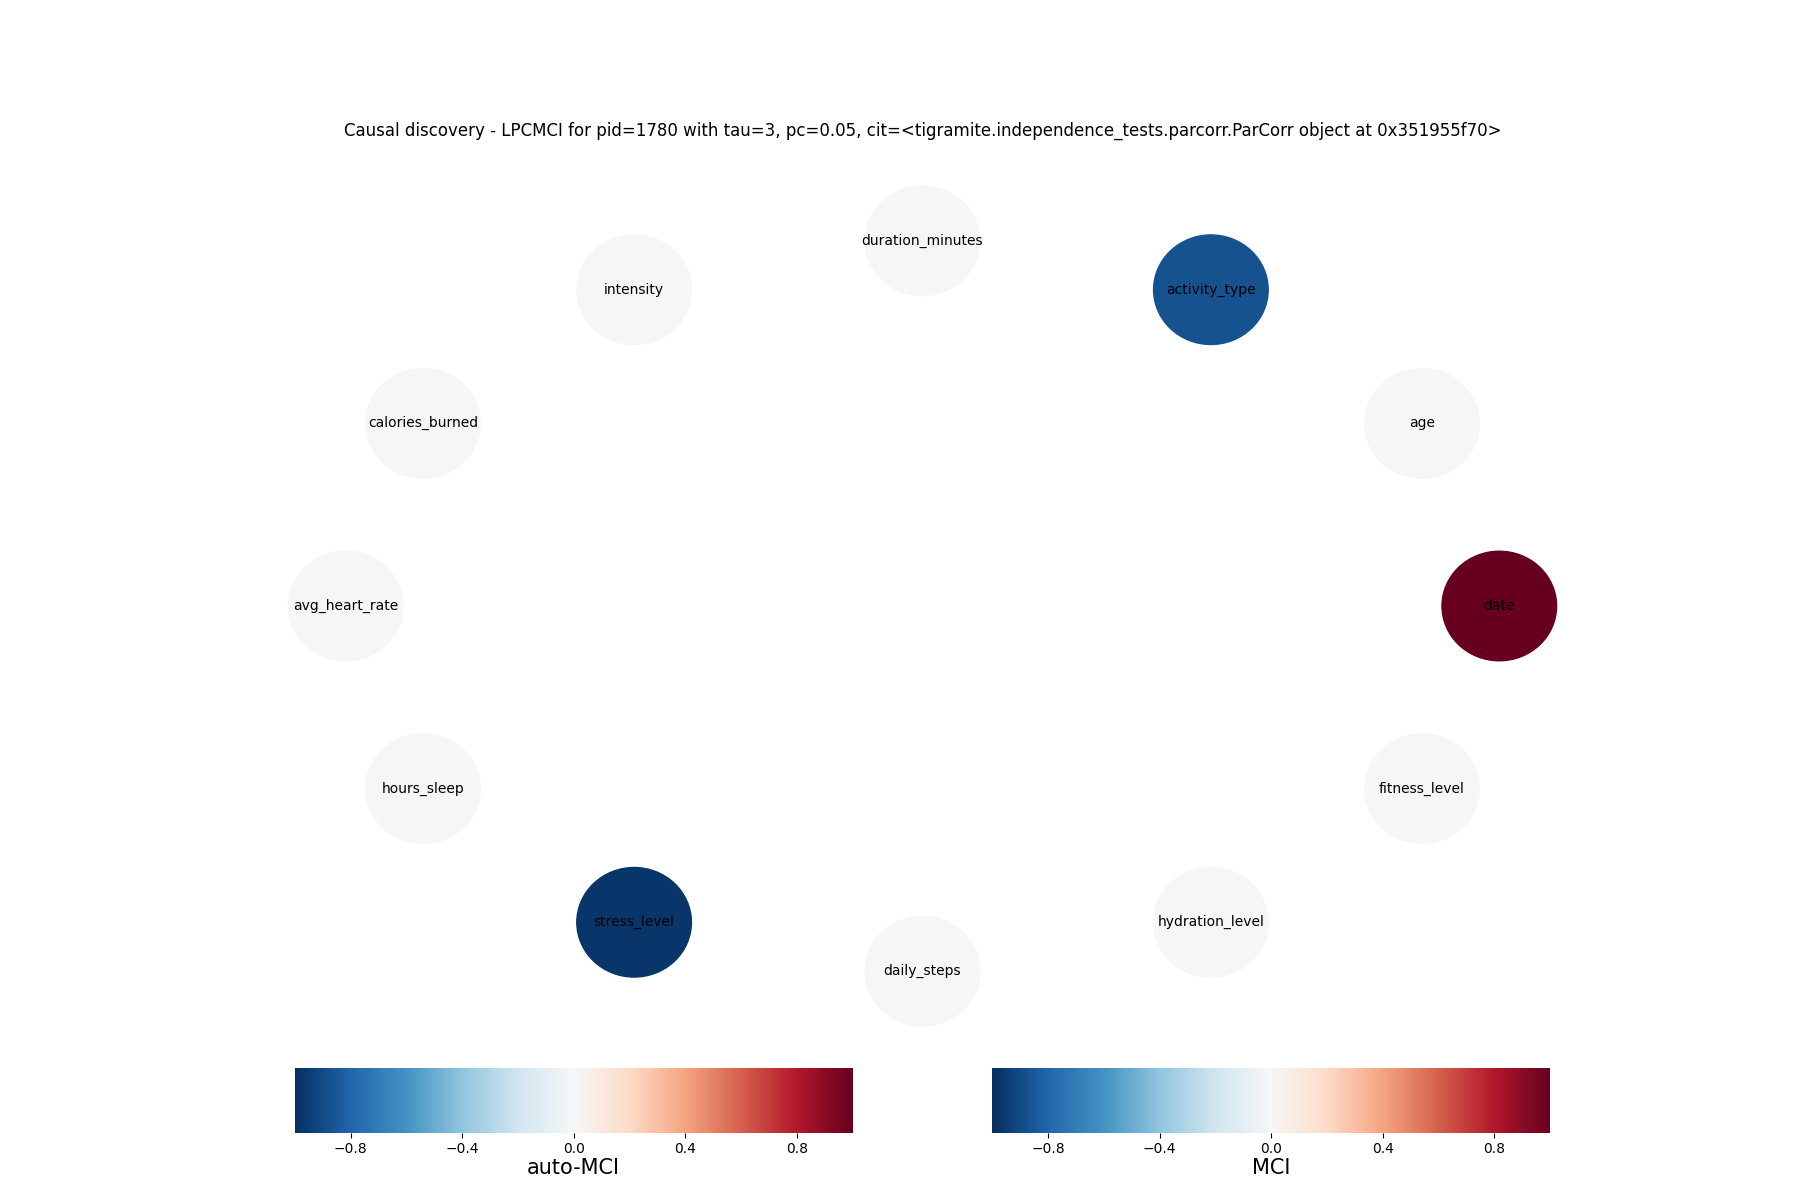 Causal discovery - LPCMCI for pid=1780 with tau=3, pc=0.05, cit=<tigramite.independence_tests.parcorr.ParCorr object at 0x351955f70>
duration_minutes
intensity
activity_type
calories_burned
age
avg_heart_rate
date
hours_sleep
fitness_level
stress_level
hydration_level
daily_steps
−0.8 −0.4 0.0 0.4 0.8
auto-MCI
−0.8 −0.4 0.0 0.4 0.8
MCI